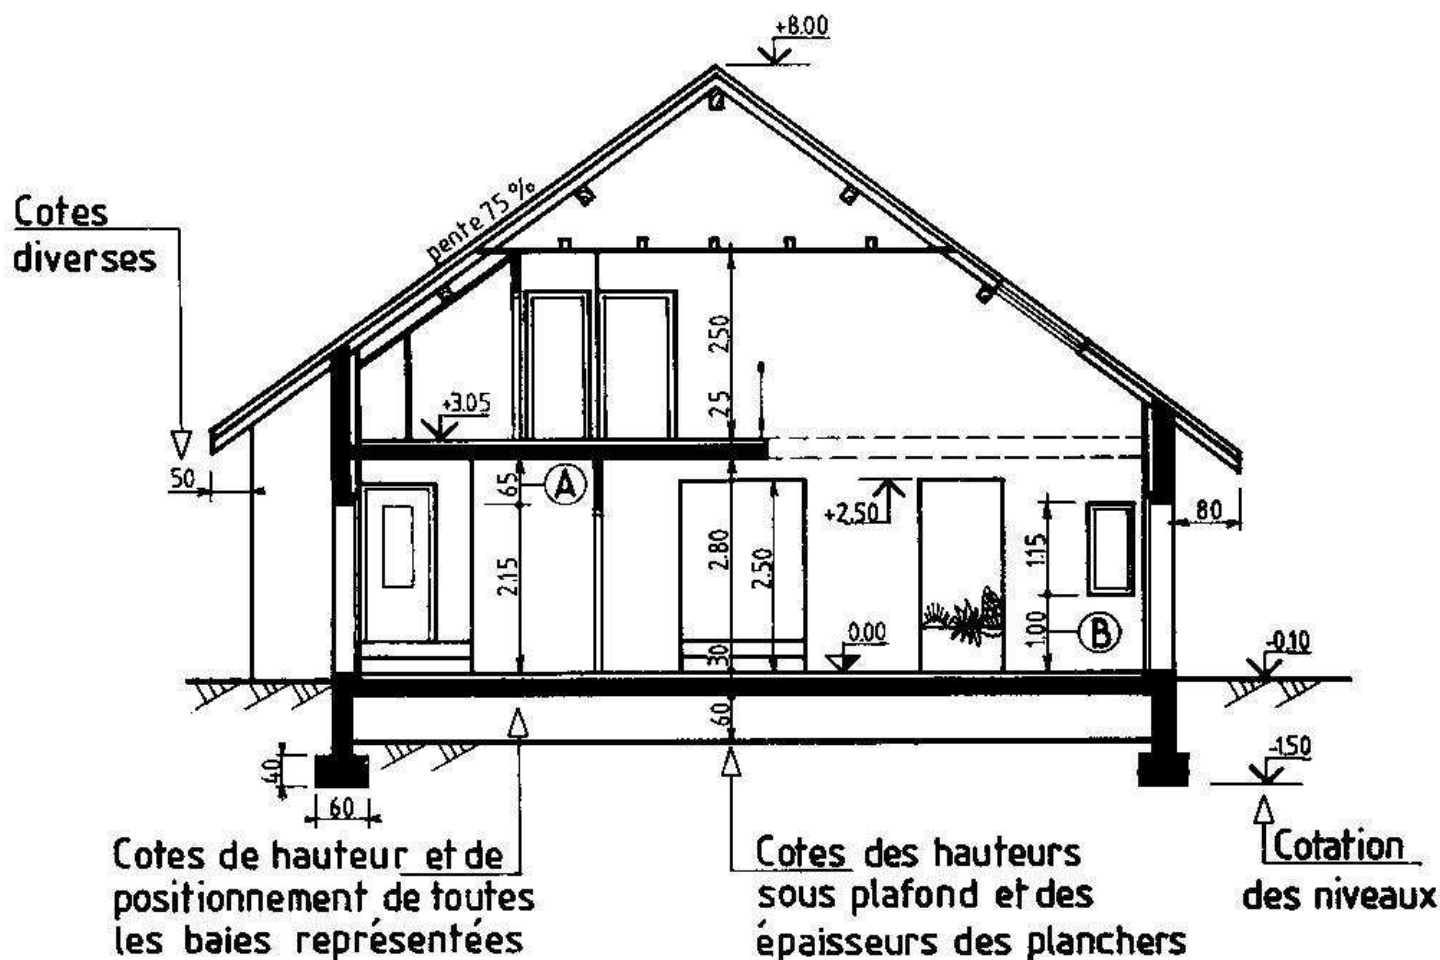 +8.00
Cotes
diverses
pente 75 %
2.50
+3.05
25
50
65
A
+2.50
80
2.80
2.50
2.15
1.15
1.00
B
0.00
30
-0.10
60
-1.50
40
60
Cotes de hauteur et de
positionnement de toutes
les baies représentées
Cotes des hauteurs
sous plafond et des
épaisseurs des planchers
Cotation
des niveaux